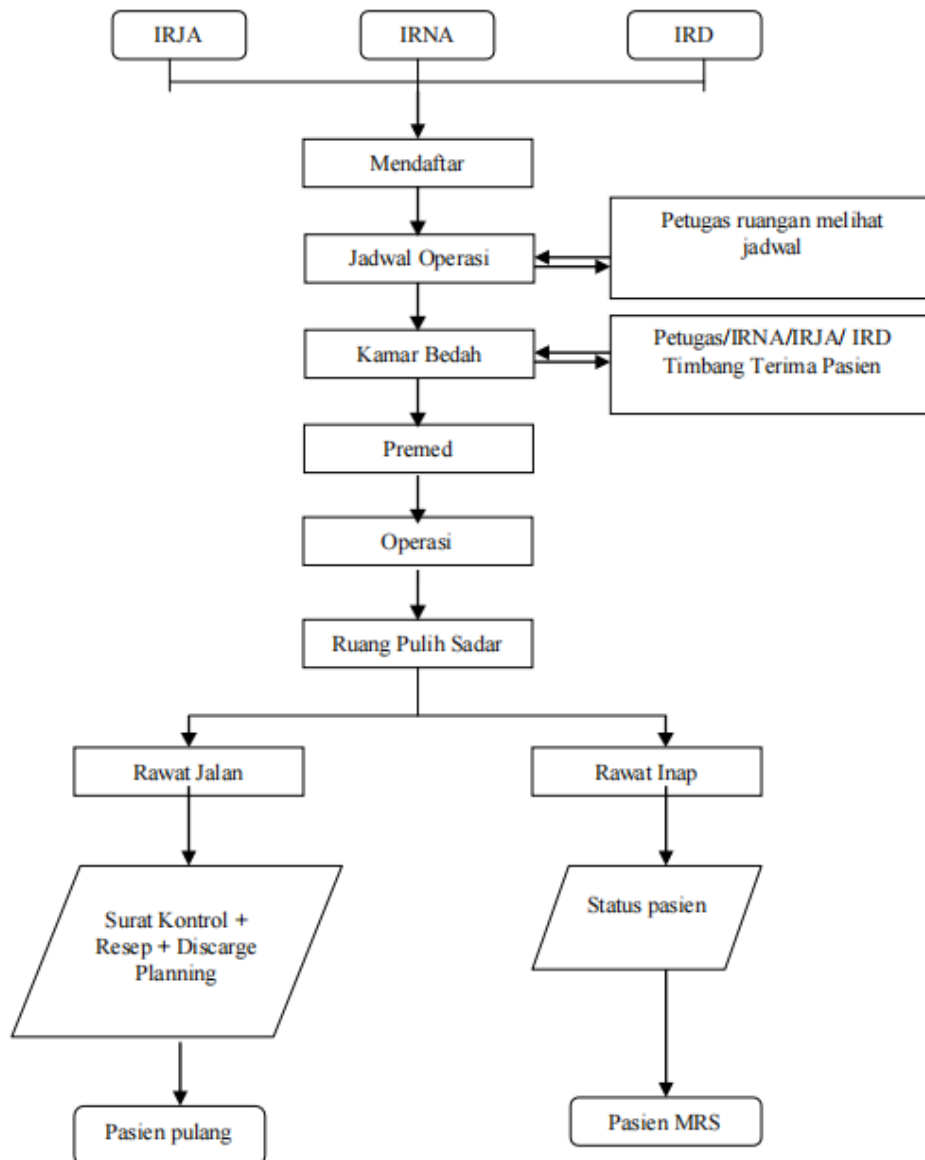 IRJA
IRNA
IRD
Mendaftar
Petugas ruangan melihat
jadwal
Jadwal Operasi
Petugas/IRNA/IRJA/ IRD
Timbang Terima Pasien
Kamar Bedah
Premed
Operasi
Ruang Pulih Sadar
Rawat Jalan
Rawat Inap
Surat Kontrol +
Resep + Discarge
Planning
Status pasien
Pasien pulang
Pasien MRS